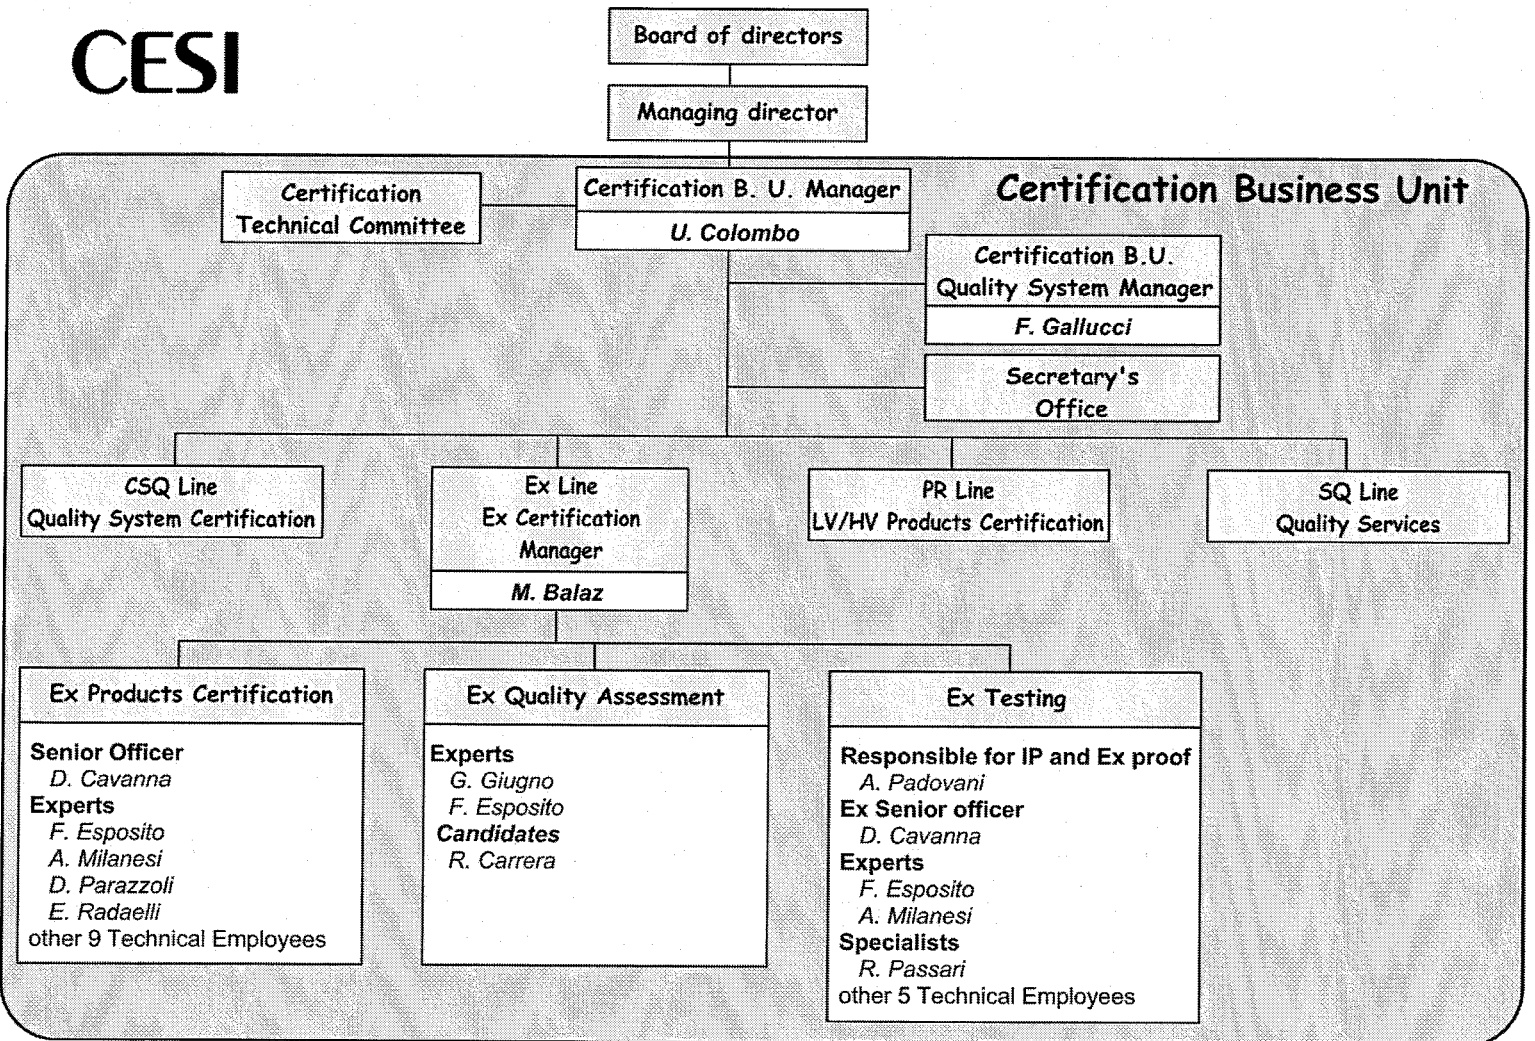 CESI
Board of directors
Managing director
Certification Business Unit
Certification
Technical Committee
Certification B. U. Manager
U. Colombo
Certification B.U.
Quality System Manager
F. Gallucci
Secretary's
Office
CSQ Line
Quality System Certification
Ex Line
Ex Certification
Manager
M. Balaz
PR Line
LV/HV Products Certification
SQ Line
Quality Services
Ex Products Certification
Senior Officer
D. Cavanna
Experts
F. Esposito
A. Milanesi
D. Parazzoli
E. Radaelli
other 9 Technical Employees
Ex Quality Assessment
Experts
G. Giugno
F. Esposito
Candidates
R. Carrera
Ex Testing
Responsible for IP and Ex proof
A. Padovani
Ex Senior officer
D. Cavanna
Experts
F. Esposito
A. Milanesi
Specialists
R. Passari
other 5 Technical Employees